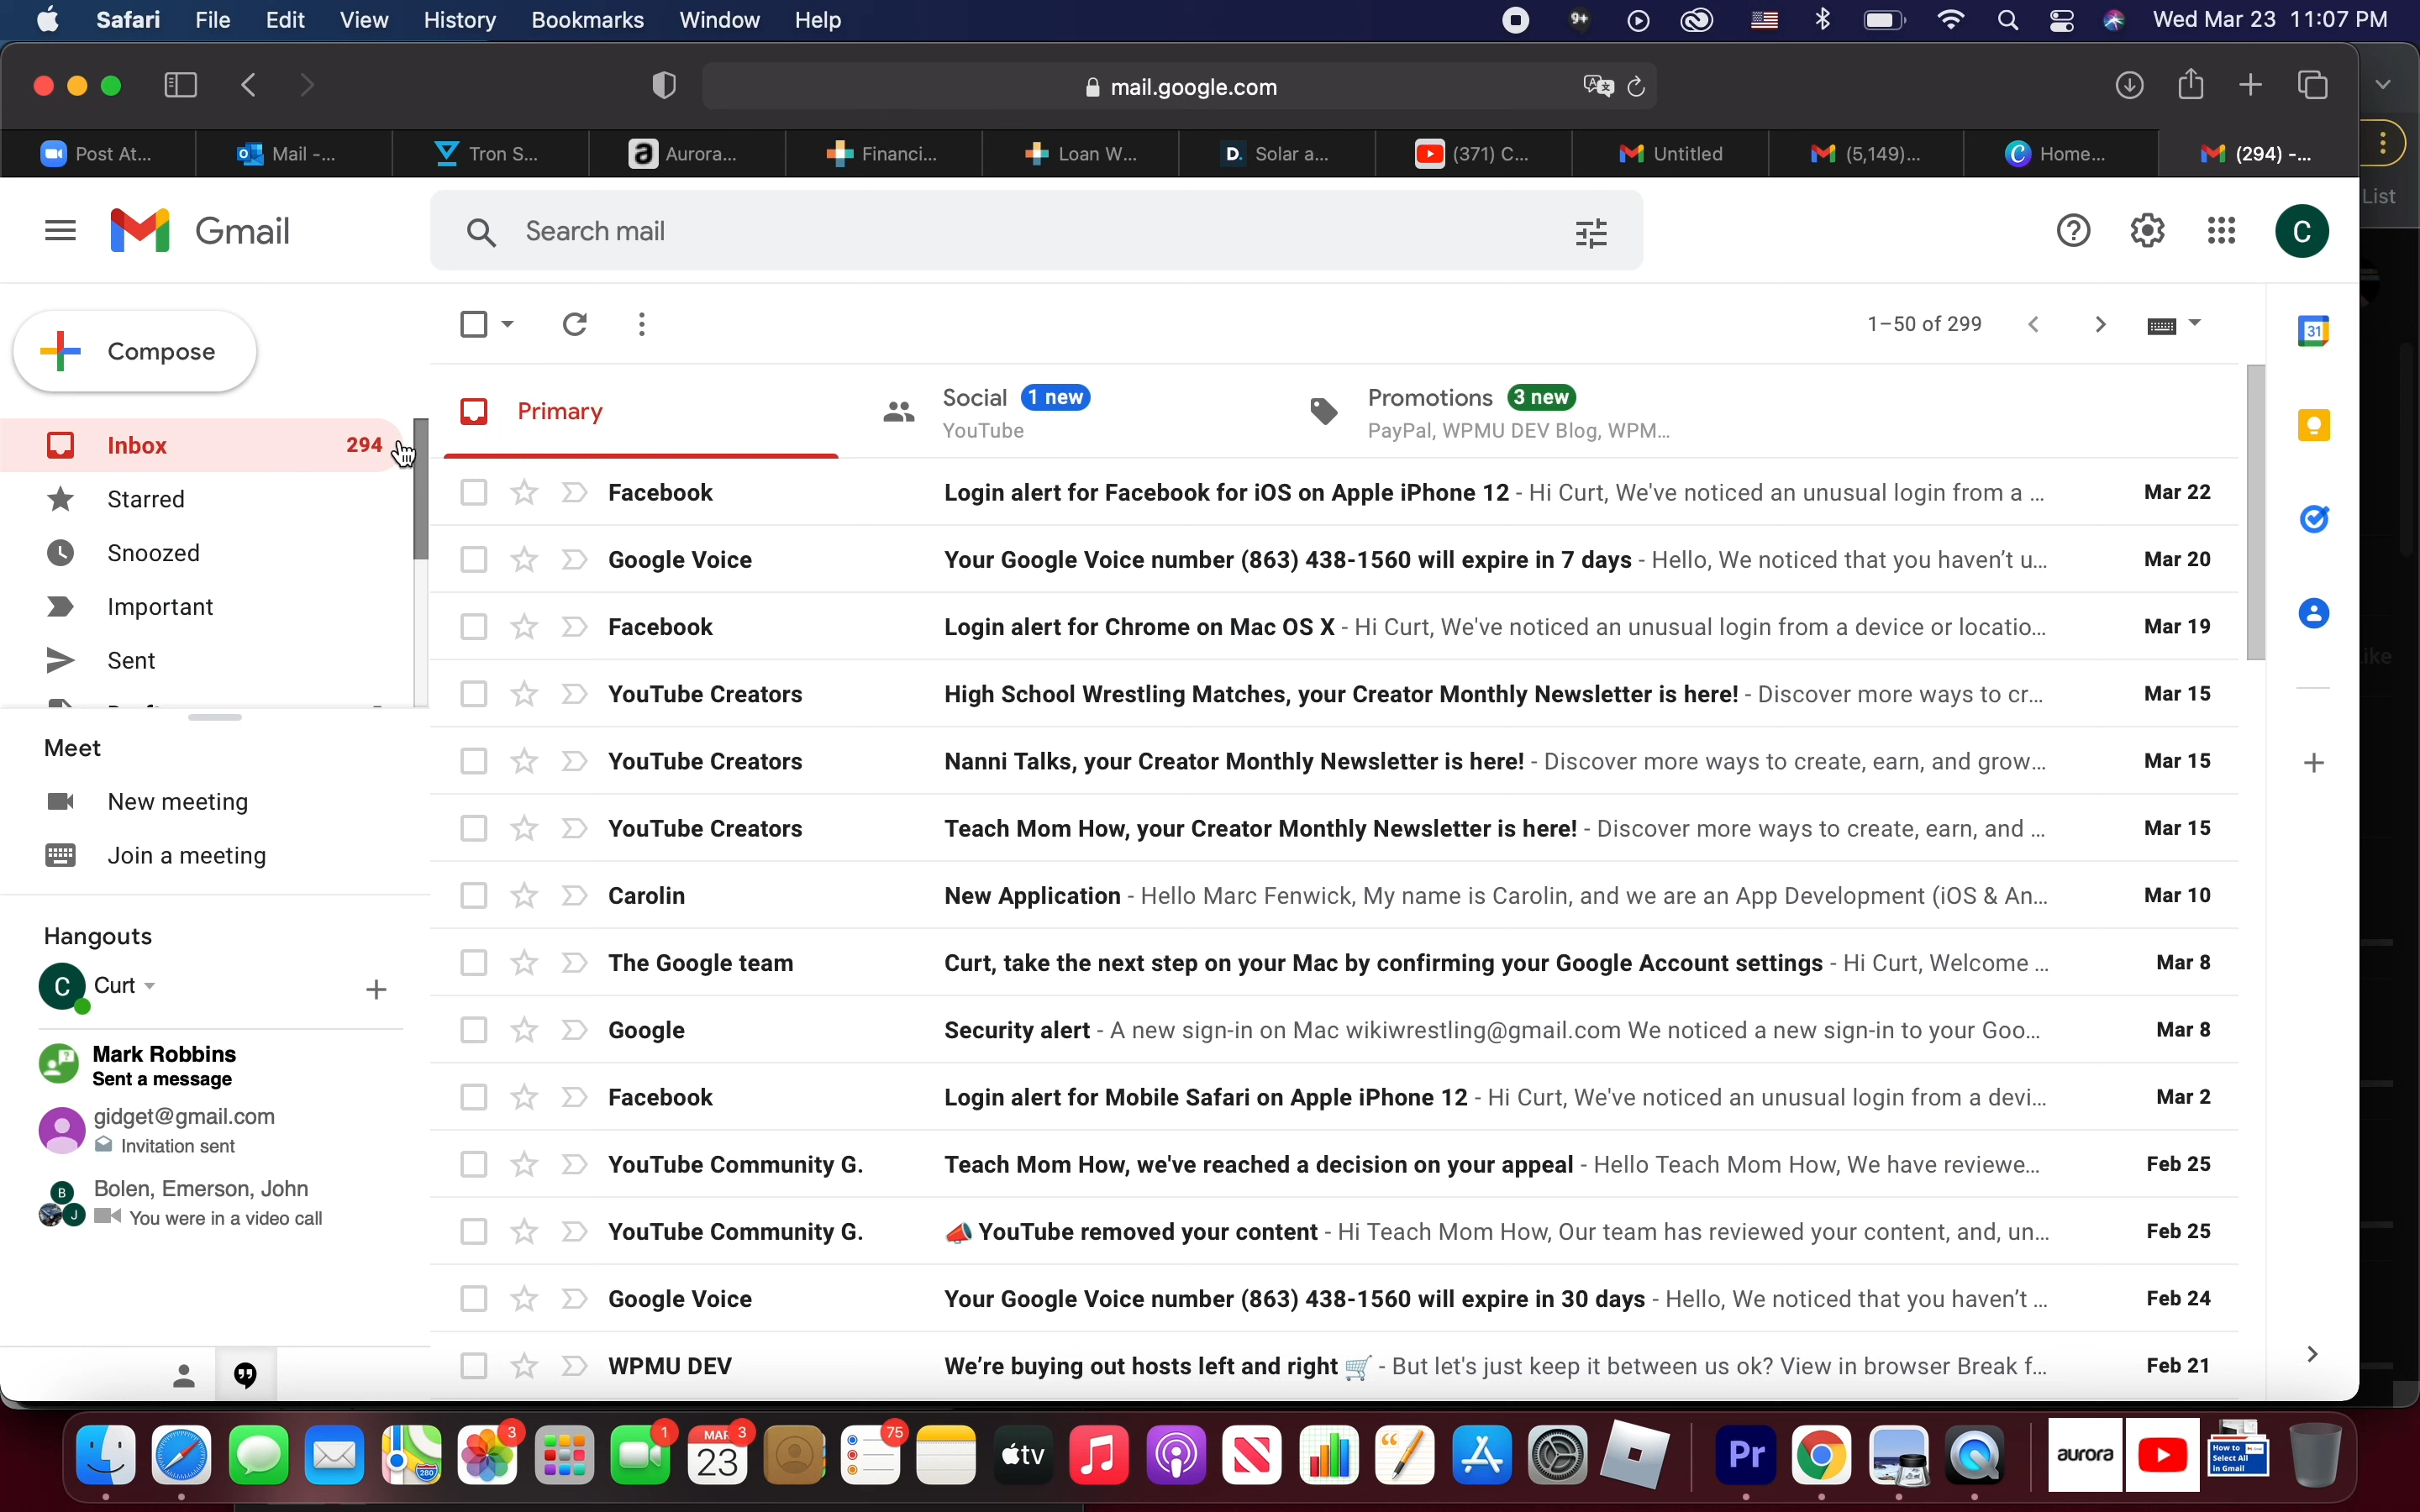 Safari File Edit View History Bookmarks Window Help 9+ Wed Mar 23 11:07 PM
mail.google.com
Post At... Mail -... Tron S... Aurora... Financi... Loan W... Solar a... (371) C... Untitled (5,149)... Home... (294) -...
List
Gmail Search mail C
Compose
1–50 of 299
31
Primary
Social 1 new
YouTube
Promotions 3 new
PayPal, WPMU DEV Blog, WPM...
Inbox 294
Starred
Snoozed
Important
Sent
Meet
New meeting
Join a meeting
Hangouts
C Curt
Mark Robbins
Sent a message
gidget@gmail.com
Invitation sent
Bolen, Emerson, John
You were in a video call
B
J
Facebook Login alert for Facebook for iOS on Apple iPhone 12 - Hi Curt, We've noticed an unusual login from a ... Mar 22
Google Voice Your Google Voice number (863) 438-1560 will expire in 7 days - Hello, We noticed that you haven’t u... Mar 20
Facebook Login alert for Chrome on Mac OS X - Hi Curt, We've noticed an unusual login from a device or locatio... Mar 19
YouTube Creators High School Wrestling Matches, your Creator Monthly Newsletter is here! - Discover more ways to cr... Mar 15
YouTube Creators Nanni Talks, your Creator Monthly Newsletter is here! - Discover more ways to create, earn, and grow... Mar 15
YouTube Creators Teach Mom How, your Creator Monthly Newsletter is here! - Discover more ways to create, earn, and ... Mar 15
Carolin New Application - Hello Marc Fenwick, My name is Carolin, and we are an App Development (iOS & An... Mar 10
The Google team Curt, take the next step on your Mac by confirming your Google Account settings - Hi Curt, Welcome ... Mar 8
Google Security alert - A new sign-in on Mac wikiwrestling@gmail.com We noticed a new sign-in to your Goo... Mar 8
Facebook Login alert for Mobile Safari on Apple iPhone 12 - Hi Curt, We've noticed an unusual login from a devi... Mar 2
YouTube Community G. Teach Mom How, we've reached a decision on your appeal - Hello Teach Mom How, We have reviewe... Feb 25
YouTube Community G. 📣 YouTube removed your content - Hi Teach Mom How, Our team has reviewed your content, and, un... Feb 25
Google Voice Your Google Voice number (863) 438-1560 will expire in 30 days - Hello, We noticed that you haven’t ... Feb 24
WPMU DEV We’re buying out hosts left and right 🛒 - But let's just keep it between us ok? View in browser Break f... Feb 21
280 3 1 MAR 23 3 75 tv Pr aurora How to Select All in Gmail